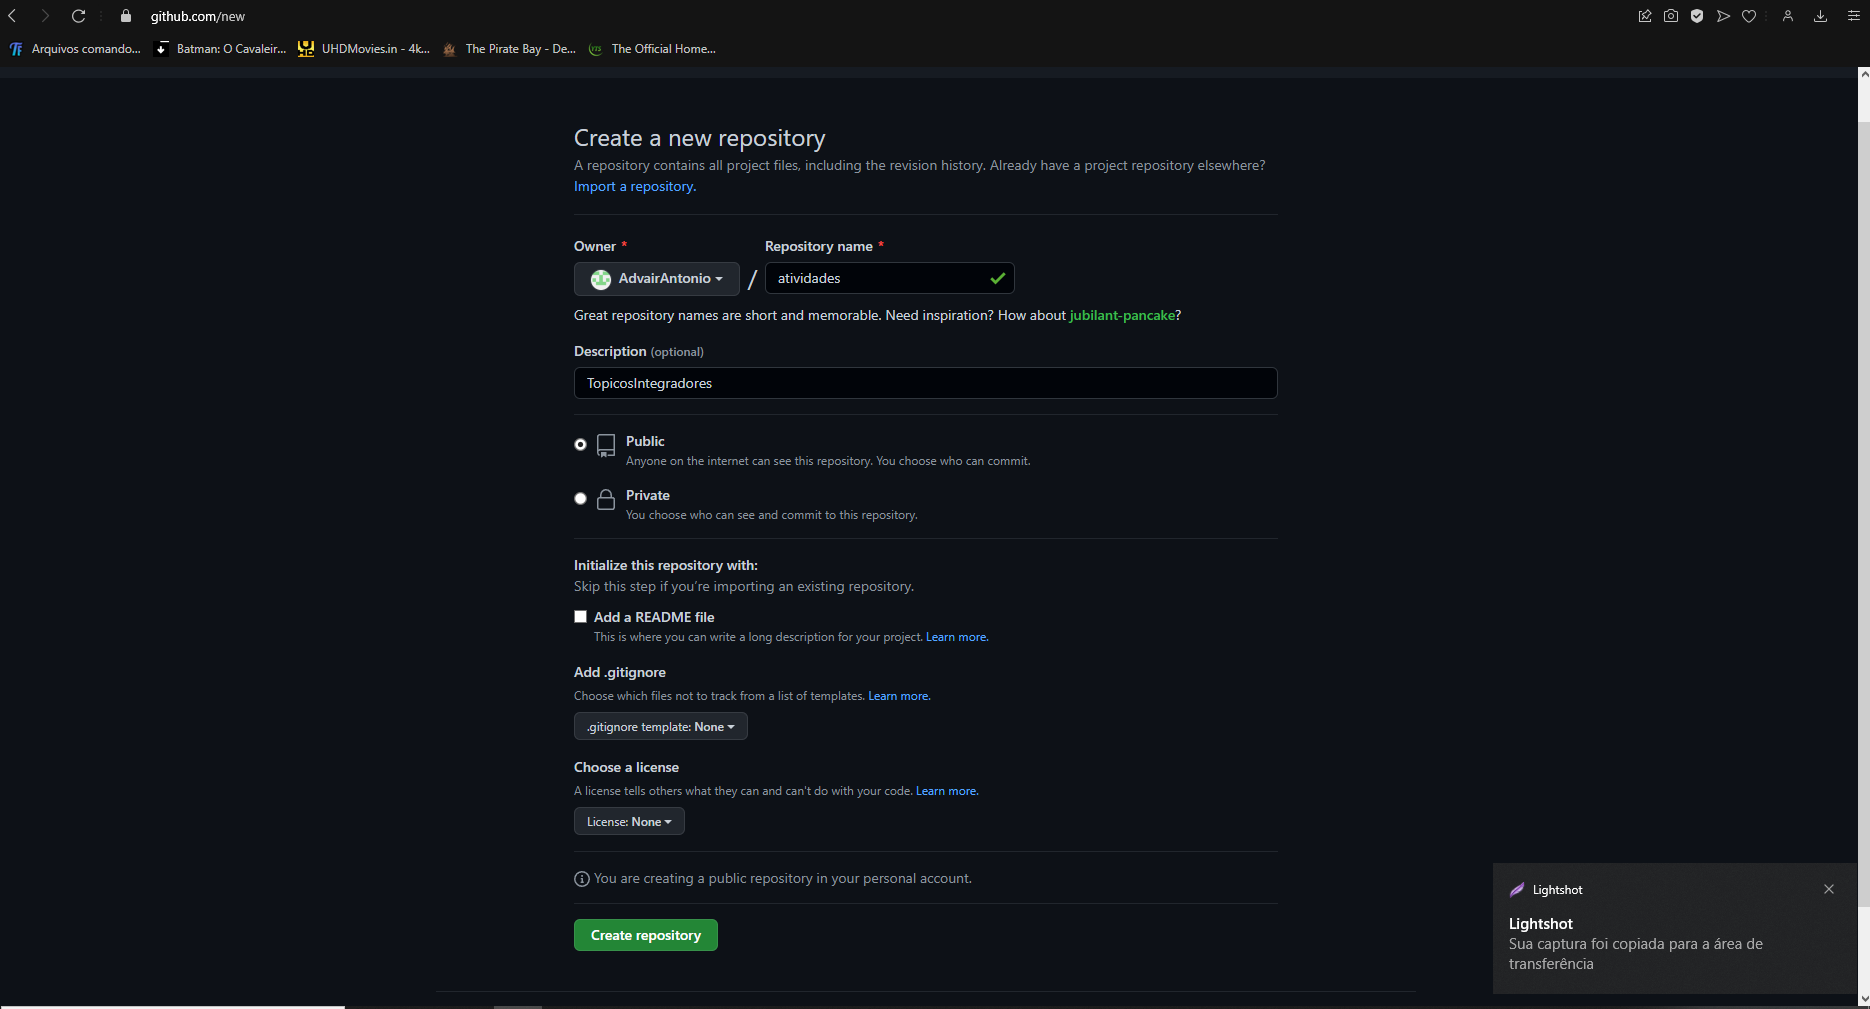 github.com/new
Arquivos comando...
Batman: O Cavaleir...
UHDMovies.in - 4k...
The Pirate Bay - De...
The Official Home...
Create a new repository
A repository contains all project files, including the revision history. Already have a project repository elsewhere?
Import a repository.
Owner *
Repository name *
AdvairAntonio
/
atividades
Great repository names are short and memorable. Need inspiration? How about jubilant-pancake?
Description (optional)
TopicosIntegradores
Public
Anyone on the internet can see this repository. You choose who can commit.
Private
You choose who can see and commit to this repository.
Initialize this repository with:
Skip this step if you’re importing an existing repository.
Add a README file
This is where you can write a long description for your project. Learn more.
Add .gitignore
Choose which files not to track from a list of templates. Learn more.
.gitignore template: None
Choose a license
A license tells others what they can and can't do with your code. Learn more.
License: None
You are creating a public repository in your personal account.
Create repository
Lightshot
Lightshot
Sua captura foi copiada para a área de
transferência